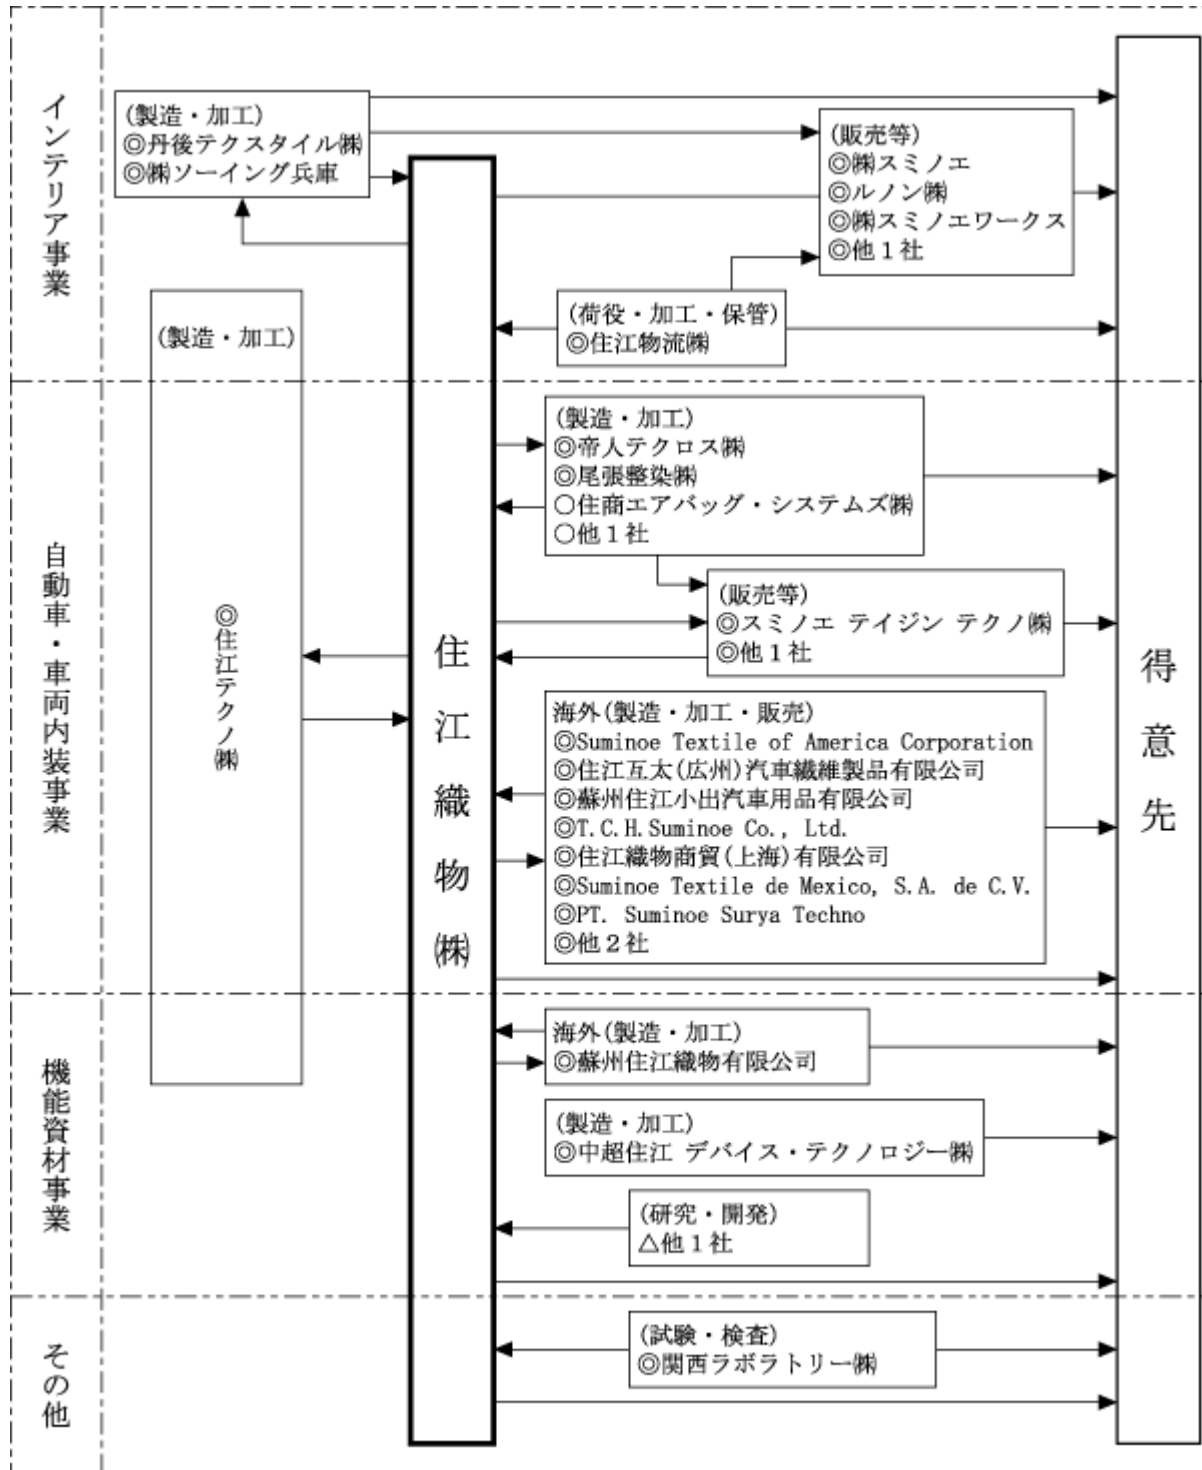 インテリア事業
(製造・加工)
◎丹後テクスタイル㈱
◎㈱ソーイング兵庫
(販売等)
◎㈱スミノエ
◎ルノン㈱
◎㈱スミノエワークス
◎他1社
(荷役・加工・保管)
◎住江物流㈱
(製造・加工)
◎住江テクノ㈱
住江織物㈱
得意先
自動車・車両内装事業
(製造・加工)
◎帝人テクロス㈱
◎尾張整染㈱
○住商エアバッグ・システムズ㈱
○他1社
(販売等)
◎スミノエ テイジン テクノ㈱
◎他1社
海外(製造・加工・販売)
◎Suminoe Textile of America Corporation
◎住江互太(広州)汽車繊維製品有限公司
◎蘇州住江小出汽車用品有限公司
◎T.C.H.Suminoe Co., Ltd.
◎住江織物商貿(上海)有限公司
◎Suminoe Textile de Mexico, S.A. de C.V.
◎PT. Suminoe Surya Techno
◎他2社
機能資材事業
海外(製造・加工)
◎蘇州住江織物有限公司
(製造・加工)
◎中超住江 デバイス・テクノロジー㈱
(研究・開発)
△他1社
その他
(試験・検査)
◎関西ラボラトリー㈱